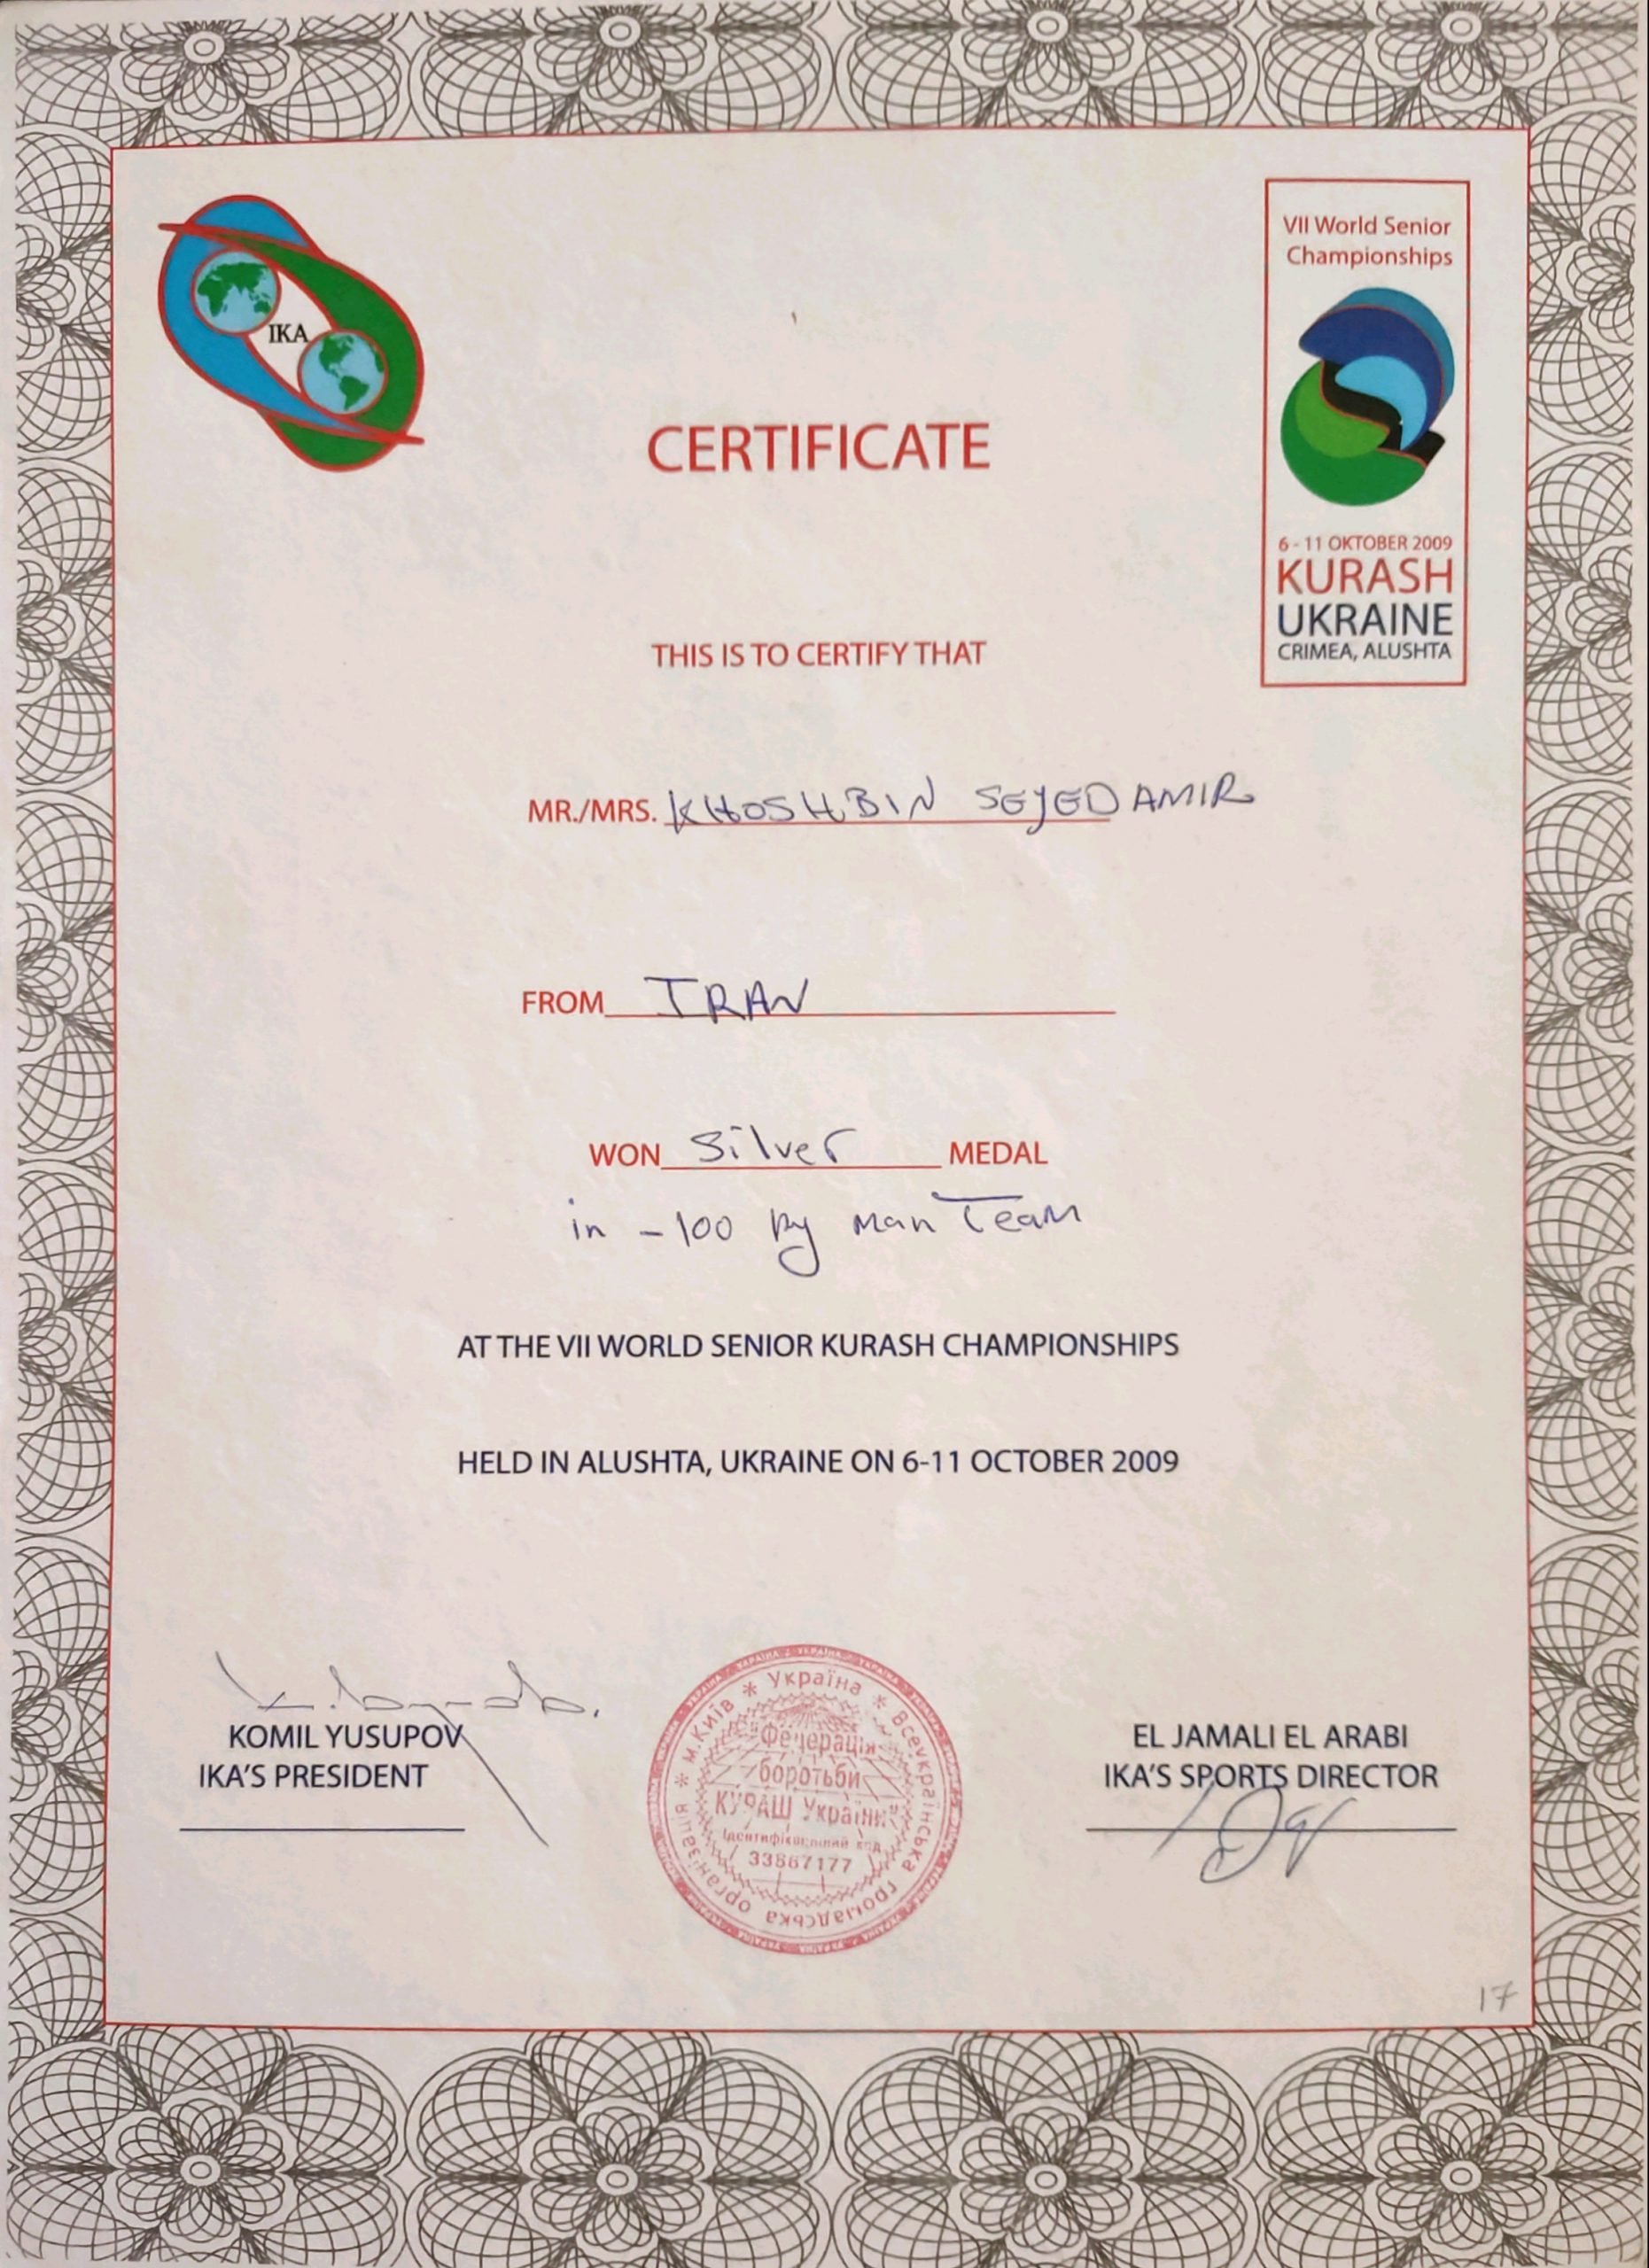 IKA
VII World Senior
Championships
6 - 11 OKTOBER 2009
KURASH
UKRAINE
CRIMEA, ALUSHTA
CERTIFICATE
THIS IS TO CERTIFY THAT
MR./MRS. KHOSHBIN SEYED AMIR
FROM IRAN
WON Silver MEDAL
in -100 kg man Team
AT THE VII WORLD SENIOR KURASH CHAMPIONSHIPS
HELD IN ALUSHTA, UKRAINE ON 6-11 OCTOBER 2009
KOMIL YUSUPOV
IKA'S PRESIDENT
EL JAMALI EL ARABI
IKA'S SPORTS DIRECTOR
м.Київ * Україна * Всеукраїнська громадська організація *
"Федерація
боротьби
КУРАШ України"
Ідентифікаційний код
33867177
17